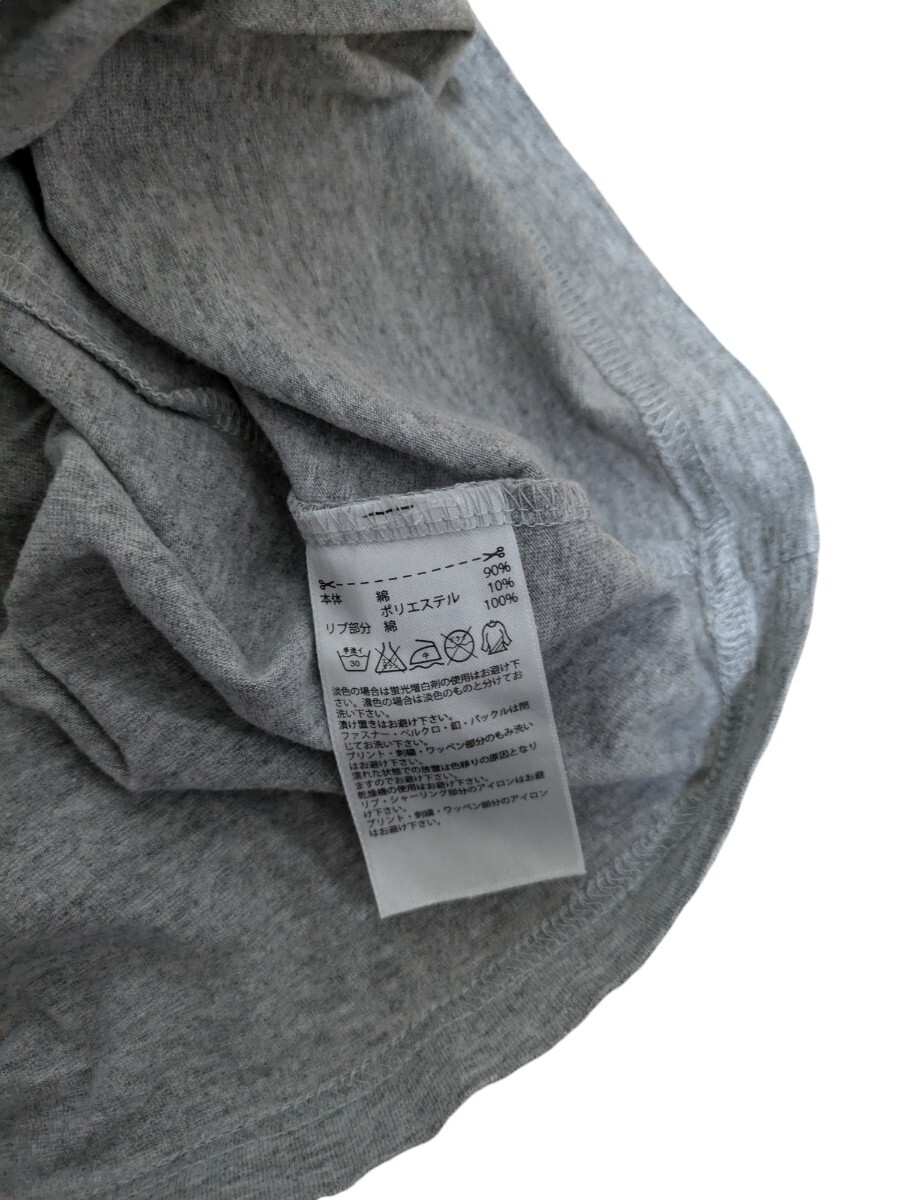 本体 綿 90%
ポリエステル 10%
リブ部分 綿 100%
手洗イ 30 中
淡色の場合は蛍光増白剤の使用はお避け下
さい。濃色の場合は淡色のものと分けてお
洗い下さい。
漬け置きはお避け下さい。
ファスナー・ベルクロ・釦・バックルは閉
じてお洗い下さい。
プリント・刺繍・ワッペン部分のもみ洗い
はお避け下さい。
濡れた状態での放置は色移りの原因となり
ますのでお避け下さい。
乾燥機の使用はお避け下さい。
リブ・シャーリング部分のアイロンはお避
け下さい。
プリント・刺繍・ワッペン部分のアイロン
はお避け下さい。